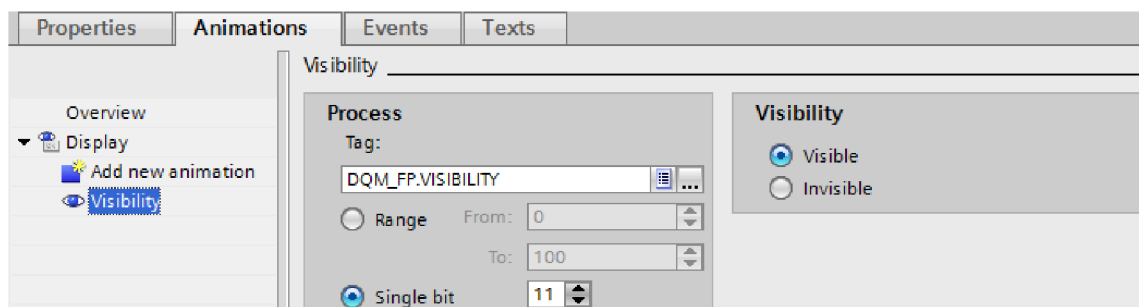 Properties Animations Events Texts
Visibility
Overview
Display
Add new animation
Visibility
Process
Tag:
DQM_FP.VISIBILITY
...
Range From: 0
To: 100
Single bit 11
Visibility
Visible
Invisible